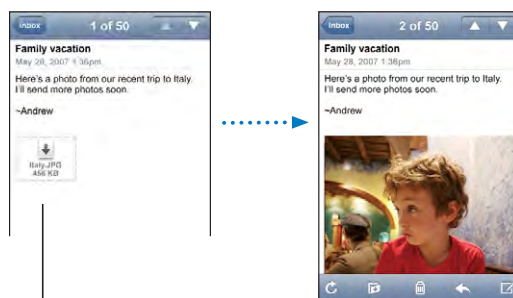 Inbox
1 of 50
Family vacation
May 28, 2007 1:36pm
Here's a photo from our recent trip to Italy.
I'll send more photos soon.
~Andrew
Italy.JPG
456 KB
Inbox
2 of 50
Family vacation
May 28, 2007 1:36pm
Here's a photo from our recent trip to Italy.
I'll send more photos soon.
~Andrew